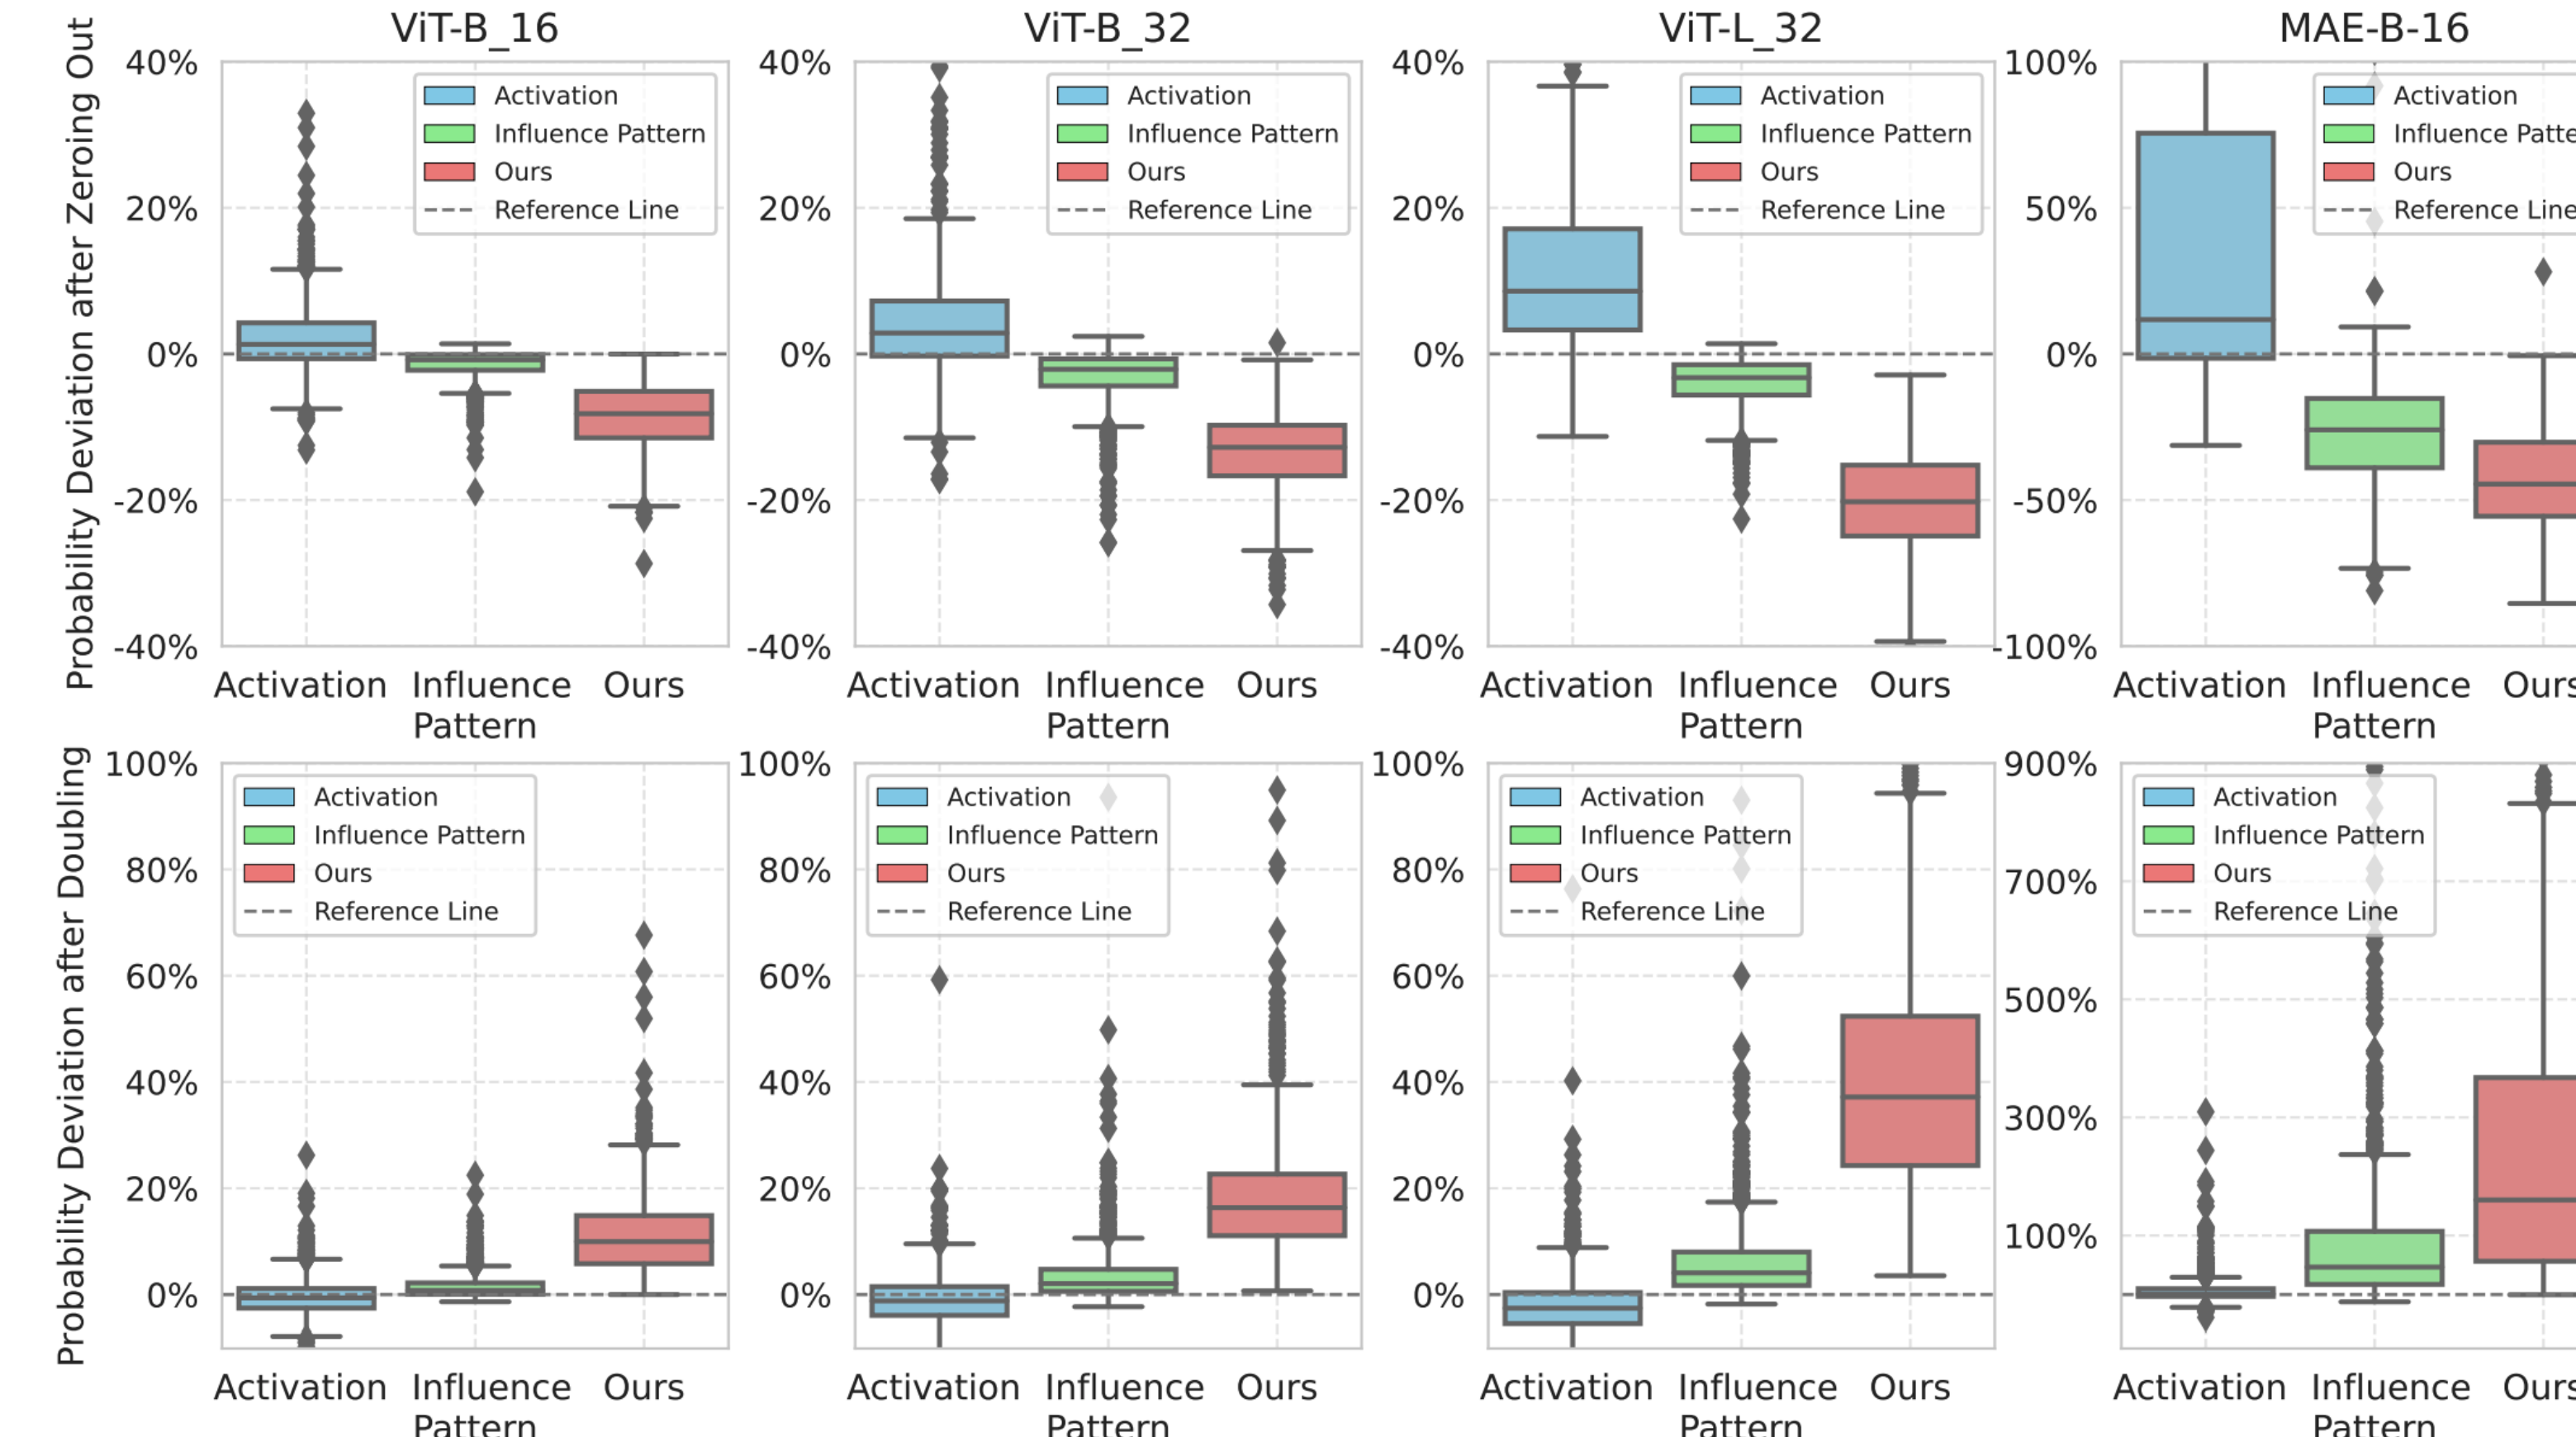 ViT-B_16
ViT-B_32
ViT-L_32
MAE-B-16
Probability Deviation after Zeroing Out
40%
20%
0%
-20%
-40%
Activation
Influence Pattern
Ours
Reference Line
Activation
Influence
Pattern
Ours
40%
20%
0%
-20%
-40%
Activation
Influence Pattern
Ours
Reference Line
Activation
Influence
Pattern
Ours
40%
20%
0%
-20%
-40%
Activation
Influence Pattern
Ours
Reference Line
Activation
Influence
Pattern
Ours
100%
50%
0%
-50%
-100%
Activation
Influence Patte
Ours
Reference Line
Activation
Influence
Pattern
Ours
Probability Deviation after Doubling
100%
80%
60%
40%
20%
0%
Activation
Influence Pattern
Ours
Reference Line
Activation
Influence
Pattern
Ours
100%
80%
60%
40%
20%
0%
Activation
Influence Pattern
Ours
Reference Line
Activation
Influence
Pattern
Ours
100%
80%
60%
40%
20%
0%
Activation
Influence Pattern
Ours
Reference Line
Activation
Influence
Pattern
Ours
900%
700%
500%
300%
100%
Activation
Influence Pattern
Ours
Reference Line
Activation
Influence
Pattern
Ours